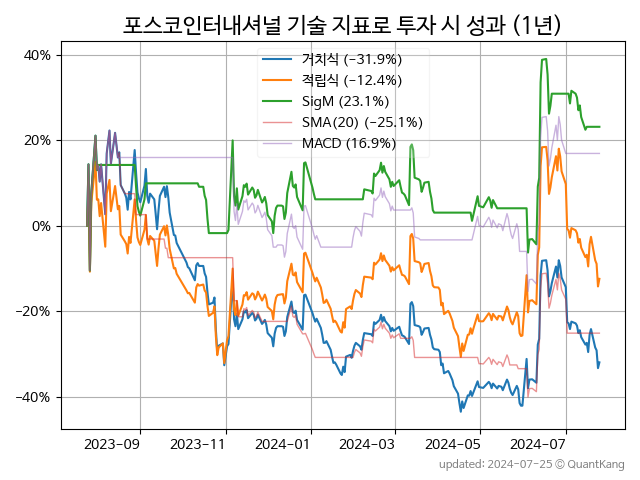 포스코인터내셔널 기술 지표로 투자 시 성과 (1년)
거치식 (−31.9%)
적립식 (−12.4%)
SigM (23.1%)
SMA(20) (−25.1%)
MACD (16.9%)
40%
20%
0%
−20%
−40%
2023-09 2023-11 2024-01 2024-03 2024-05 2024-07
updated: 2024-07-25 © QuantKang